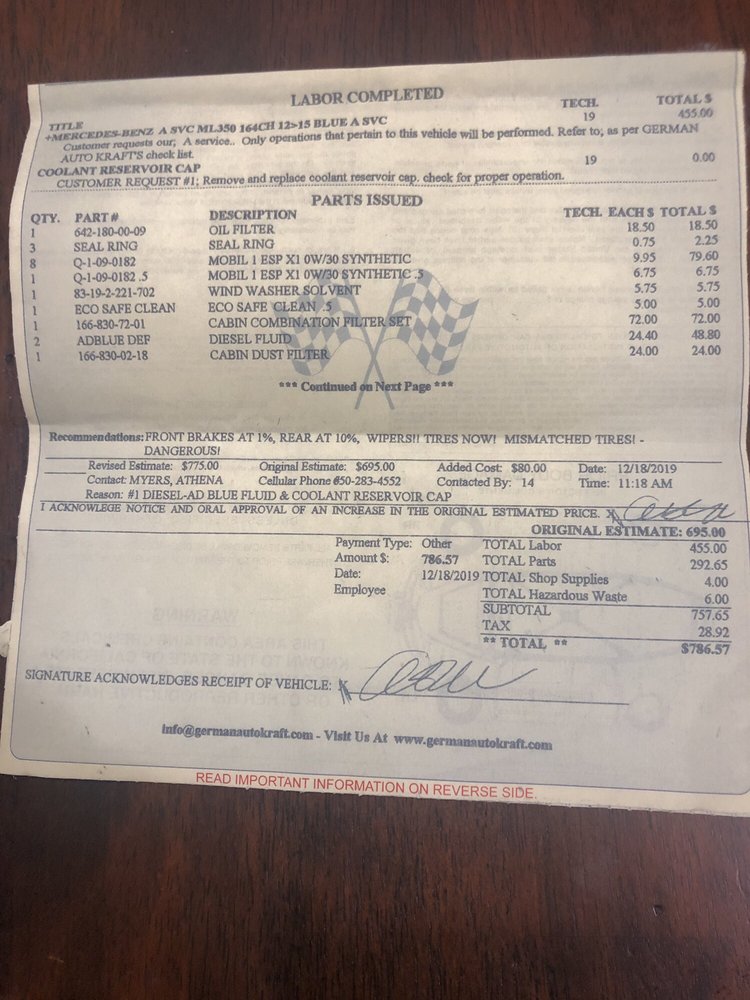 LABOR COMPLETED
TITLE TECH. TOTAL $
+MERCEDES-BENZ A SVC ML350 164CH 12>15 BLUE A SVC 19 455.00
Customer requests our; A service.. Only operations that pertain to this vehicle will be performed. Refer to; as per GERMAN
AUTO KRAFT'S check list.
COOLANT RESERVOIR CAP 19 0.00
CUSTOMER REQUEST #1; Remove and replace coolant reservoir cap. check for proper operation.
PARTS ISSUED
QTY. PART # DESCRIPTION TECH. EACH $ TOTAL $
1 642-180-00-09 OIL FILTER 18.50 18.50
3 SEAL RING SEAL RING 0.75 2.25
8 Q-1-09-0182 MOBIL 1 ESP X1 0W/30 SYNTHETIC 9.95 79.60
1 Q-1-09-0182 .5 MOBIL 1 ESP X1 0W/30 SYNTHETIC .5 6.75 6.75
1 83-19-2-221-702 WIND WASHER SOLVENT 5.75 5.75
1 ECO SAFE CLEAN ECO SAFE CLEAN .5 5.00 5.00
1 166-830-72-01 CABIN COMBINATION FILTER SET 72.00 72.00
2 ADBLUE DEF DIESEL FLUID 24.40 48.80
1 166-830-02-18 CABIN DUST FILTER 24.00 24.00
*** Continued on Next Page ***
Recommendations: FRONT BRAKES AT 1%, REAR AT 10%, WIPERS!! TIRES NOW! MISMATCHED TIRES! -
DANGEROUS!
Revised Estimate: $775.00 Original Estimate: $695.00 Added Cost: $80.00 Date: 12/18/2019
Contact: MYERS, ATHENA Cellular Phone 650-283-4552 Contacted By: 14 Time: 11:18 AM
Reason: #1 DIESEL-AD BLUE FLUID & COOLANT RESERVOIR CAP
I ACKNOWLEGE NOTICE AND ORAL APPROVAL OF AN INCREASE IN THE ORIGINAL ESTIMATED PRICE. X
ORIGINAL ESTIMATE: 695.00
Payment Type: Other TOTAL Labor 455.00
Amount $: 786.57 TOTAL Parts 292.65
Date: 12/18/2019 TOTAL Shop Supplies 4.00
Employee TOTAL Hazardous Waste 6.00
SUBTOTAL 757.65
TAX 28.92
** TOTAL ** $786.57
SIGNATURE ACKNOWLEDGES RECEIPT OF VEHICLE: X
info@germanautokraft.com - Visit Us At www.germanautokraft.com
READ IMPORTANT INFORMATION ON REVERSE SIDE.